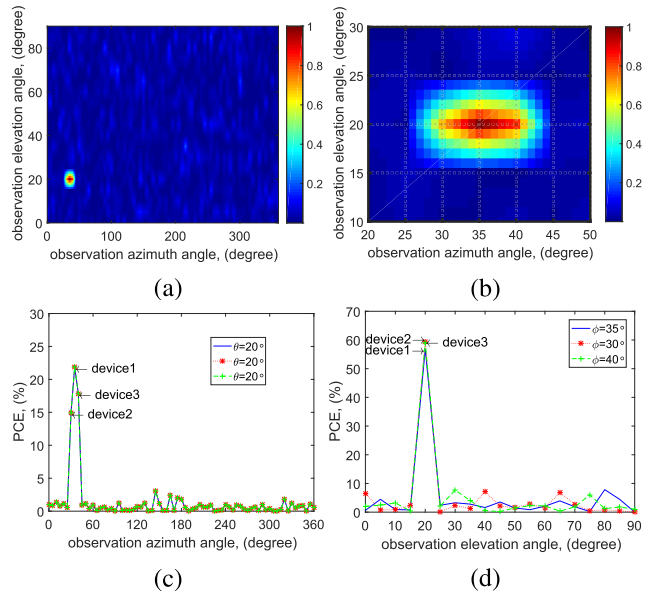 observation elevation angle, (degree)
90
80
60
40
20
0
0 100 200 300
observation azimuth angle, (degree)
1
0.8
0.6
0.4
0.2
(a)
observation elevation angle, (degree)
30
25
20
15
10
20 25 30 35 40 45 50
observation azimuth angle, (degree)
1
0.8
0.6
0.4
0.2
(b)
PCE, (%)
30
25
20
15
10
5
0
0 60 120 180 240 300 360
observation azimuth angle, (degree)
θ=20°
θ=20°
θ=20°
device1
device3
device2
(c)
PCE, (%)
70
60
50
40
30
20
10
0
0 10 20 30 40 50 60 70 80 90
observation elevation angle, (degree)
ϕ=35°
ϕ=30°
ϕ=40°
device2
device3
device1
(d)